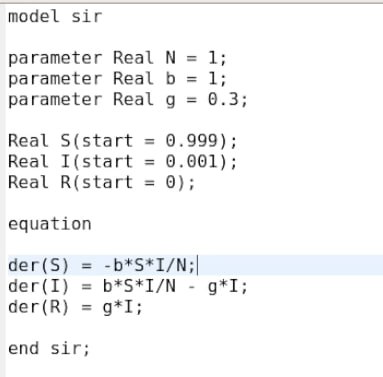 model sir
parameter Real N = 1;
parameter Real b = 1;
parameter Real g = 0.3;
Real S(start = 0.999);
Real I(start = 0.001);
Real R(start = 0);
equation
der(S) = -b*S*I/N;
der(I) = b*S*I/N - g*I;
der(R) = g*I;
end sir;